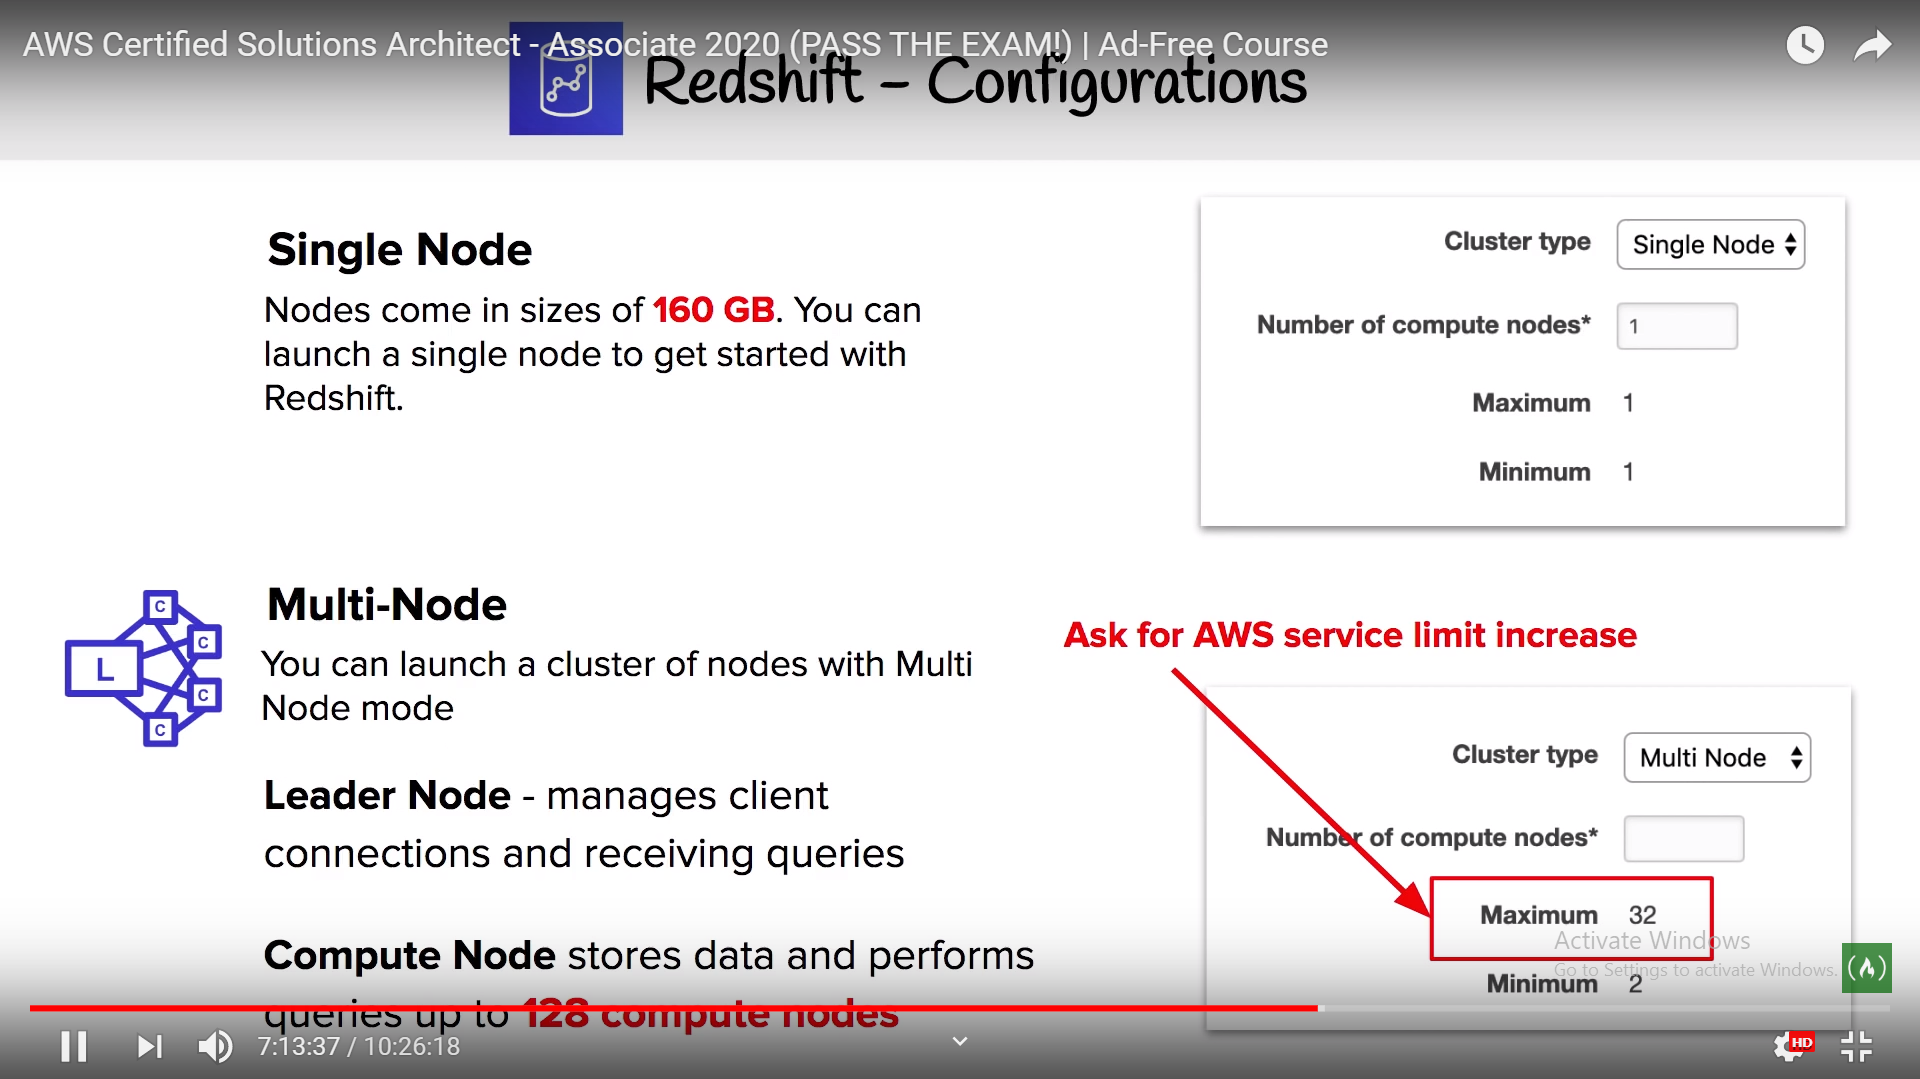 AWS Certified Solutions Architect - Associate 2020 (PASS THE EXAM!) | Ad-Free Course
Redshift – Configurations
Single Node
Nodes come in sizes of 160 GB. You can
launch a single node to get started with
Redshift.
Cluster type Single Node
Number of compute nodes* 1
Maximum 1
Minimum 1
Multi-Node
You can launch a cluster of nodes with Multi
Node mode
L
C
C
C
C
Leader Node - manages client
connections and receiving queries
Compute Node stores data and performs
queries up to 128 compute nodes
Ask for AWS service limit increase
Cluster type Multi Node
Number of compute nodes*
Maximum 32
Minimum 2
Activate Windows
Go to Settings to activate Windows.
7:13:37 / 10:26:18
HD